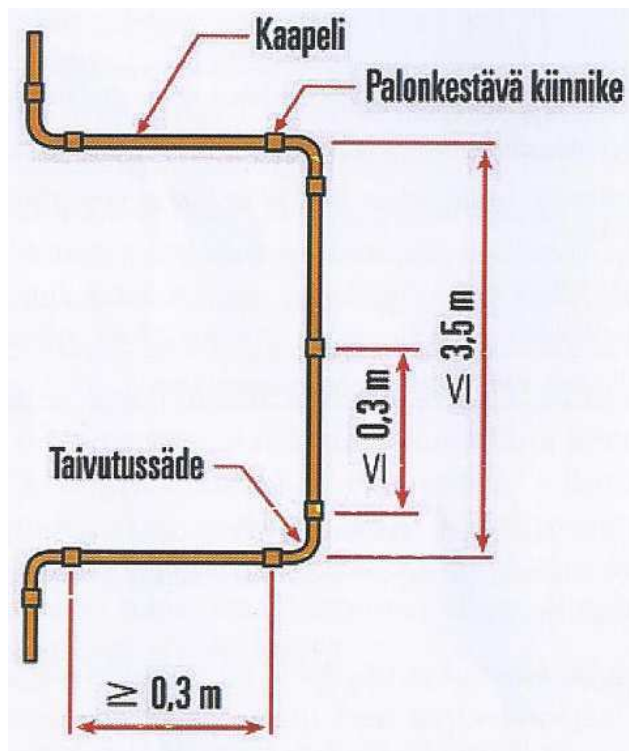 Kaapeli
Palonkestävä kiinnike
≤ 3,5 m
≤ 0,3 m
Taivutussäde
≥ 0,3 m